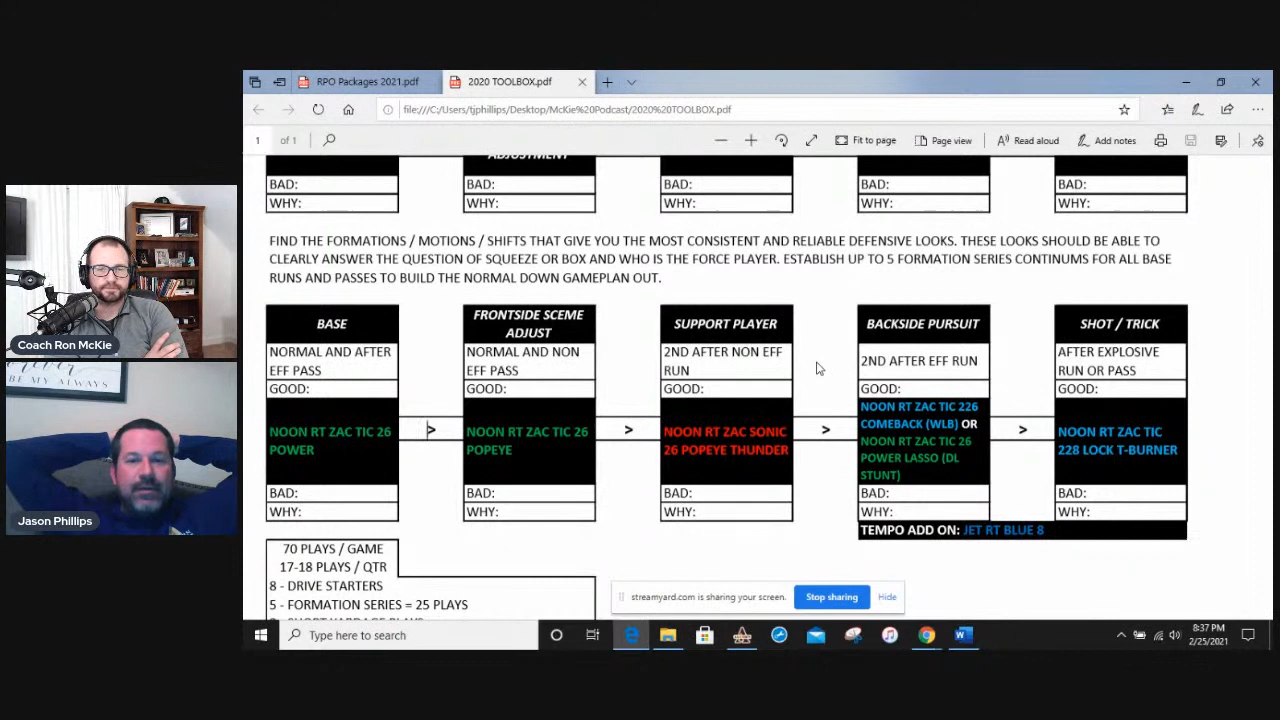 RPO Packages 2021.pdf
2020 TOOLBOX.pdf
file:///C:/Users/tjphillips/Desktop/McKie%20Podcast/2020%20TOOLBOX.pdf
1 of 1
Fit to page
Page view
Read aloud
Add notes
ADJUSTMENT
BAD: BAD: BAD: BAD: BAD:
WHY: WHY: WHY: WHY: WHY:
FIND THE FORMATIONS / MOTIONS / SHIFTS THAT GIVE YOU THE MOST CONSISTENT AND RELIABLE DEFENSIVE LOOKS. THESE LOOKS SHOULD BE ABLE TO
CLEARLY ANSWER THE QUESTION OF SQUEEZE OR BOX AND WHO IS THE FORCE PLAYER. ESTABLISH UP TO 5 FORMATION SERIES CONTINUMS FOR ALL BASE
RUNS AND PASSES TO BUILD THE NORMAL DOWN GAMEPLAN OUT.
BASE
NORMAL AND AFTER
EFF PASS
GOOD:
NOON RT ZAC TIC 26
POWER
BAD:
WHY:
>
FRONTSIDE SCEME
ADJUST
NORMAL AND NON
EFF PASS
GOOD:
NOON RT ZAC TIC 26
POPEYE
BAD:
WHY:
>
SUPPORT PLAYER
2ND AFTER NON EFF
RUN
GOOD:
NOON RT ZAC SONIC
26 POPEYE THUNDER
BAD:
WHY:
>
BACKSIDE PURSUIT
2ND AFTER EFF RUN
GOOD:
NOON RT ZAC TIC 226
COMEBACK (WLB) OR
NOON RT ZAC TIC 26
POWER LASSO (DL
STUNT)
BAD:
WHY:
>
SHOT / TRICK
AFTER EXPLOSIVE
RUN OR PASS
GOOD:
NOON RT ZAC TIC
228 LOCK T-BURNER
BAD:
WHY:
TEMPO ADD ON: JET RT BLUE 8
70 PLAYS / GAME
17-18 PLAYS / QTR
8 - DRIVE STARTERS
5 - FORMATION SERIES = 25 PLAYS
Coach Ron McKie
BE MY ALWAYS
Jason Phillips
streamyard.com is sharing your screen.
Stop sharing
Hide
Type here to search
8:37 PM
2/25/2021